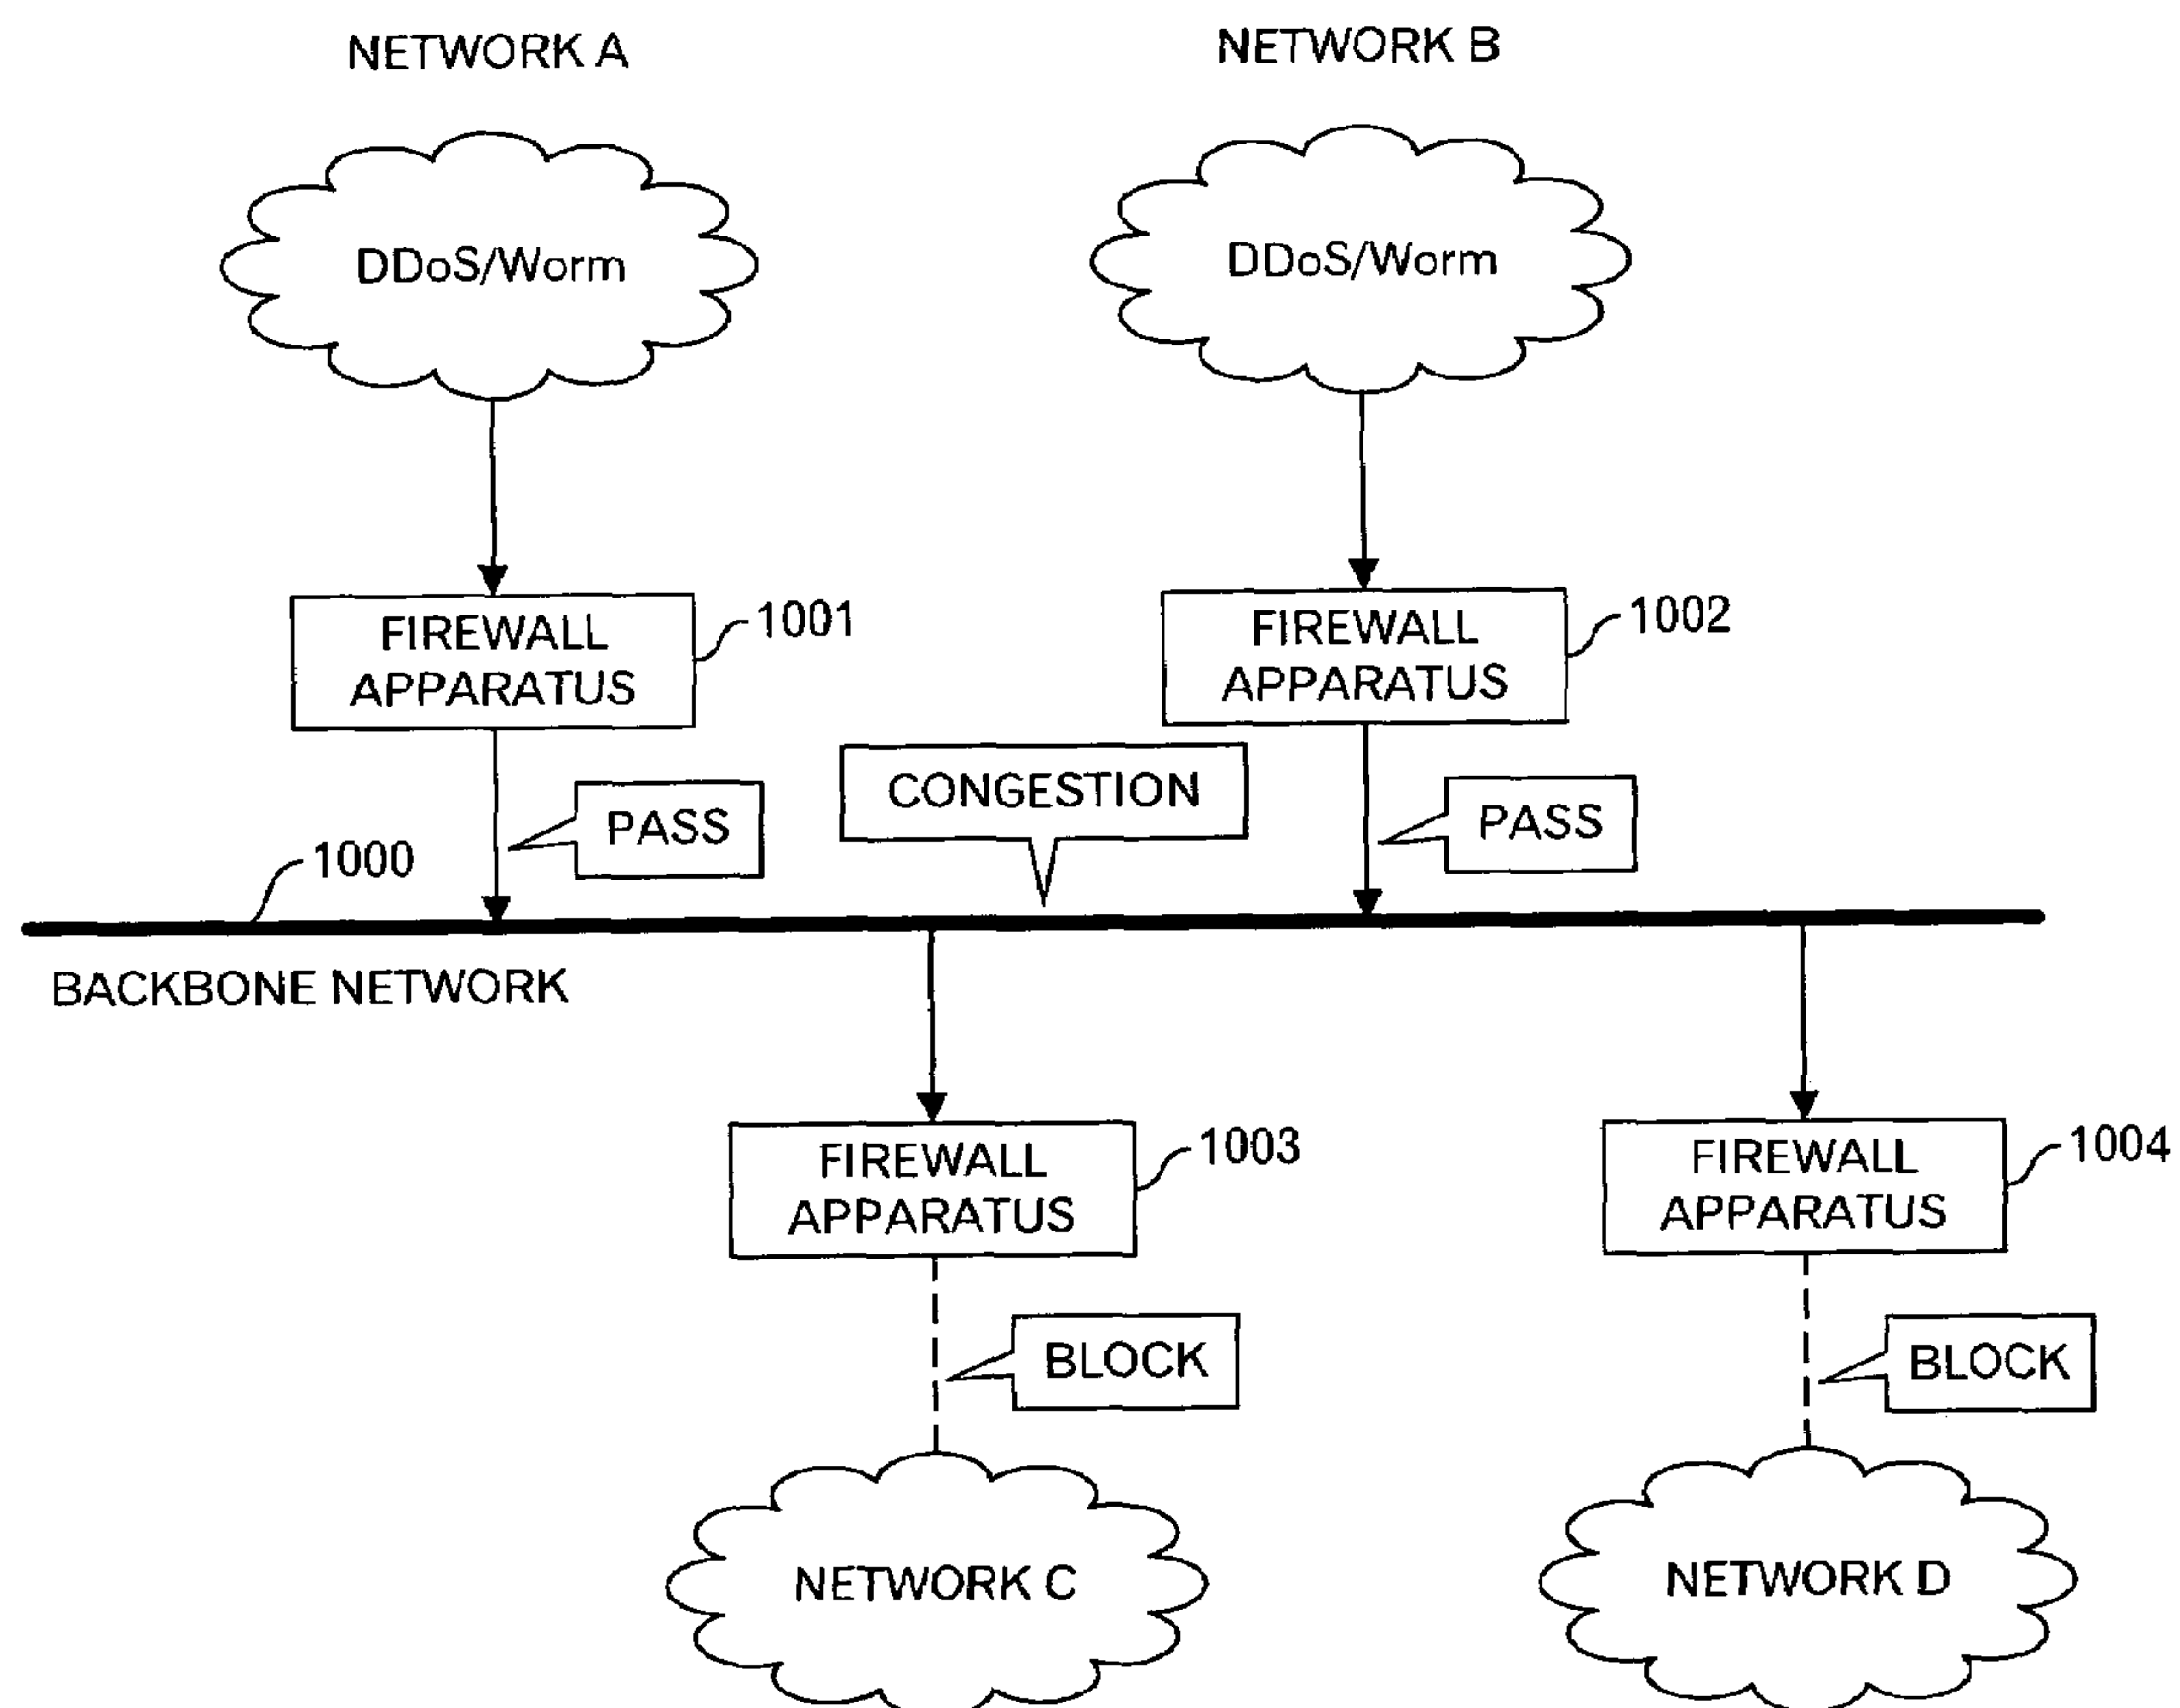 NETWORK A
NETWORK B
DDoS/Worm
DDoS/Worm
FIREWALL
APPARATUS
1001
FIREWALL
APPARATUS
1002
CONGESTION
PASS
PASS
1000
BACKBONE NETWORK
FIREWALL
APPARATUS
1003
FIREWALL
APPARATUS
1004
BLOCK
BLOCK
NETWORK C
NETWORK D